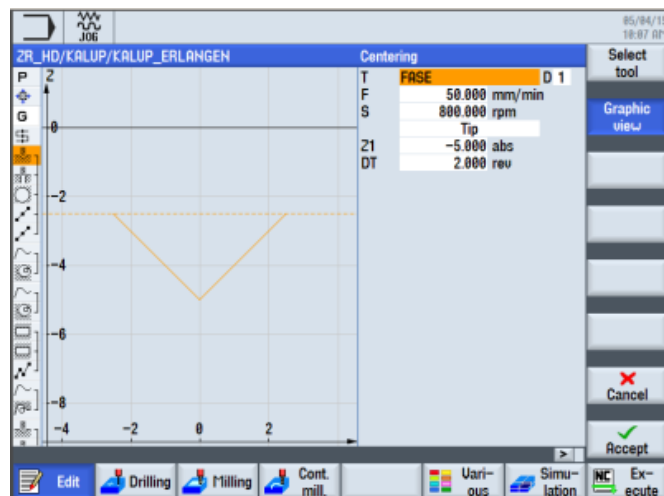 JOG
05/04/15
10:07 AM
ZR_HD/KALUP/KALUP_ERLANGEN
Centering
Select
tool
P
Z
T FASE D 1
F 50.000 mm/min
S 800.000 rpm
Tip
Z1 -5.000 abs
DT 2.000 rev
Graphic
view
G
0
-2
-4
-6
-8
-4 -2 0 2
Cancel
Accept
>
Edit
Drilling
Milling
Cont.
mill.
Vari-
ous
Simu-
lation
NC
Ex-
ecute